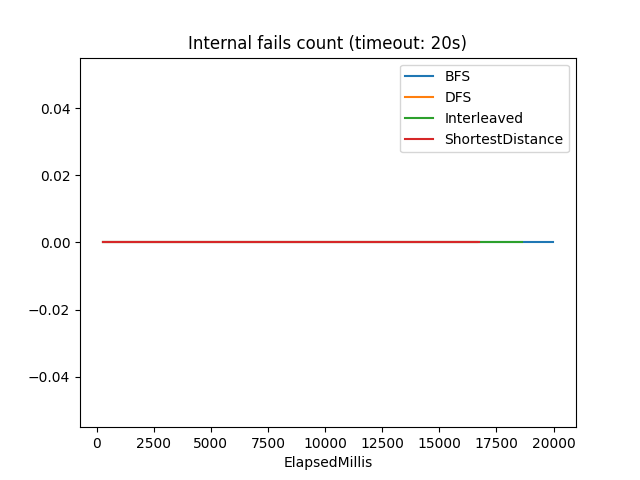 Internal fails count (timeout: 20s)
BFS
DFS
Interleaved
ShortestDistance
0.04
0.02
0.00
−0.02
−0.04
0 2500 5000 7500 10000 12500 15000 17500 20000
ElapsedMillis